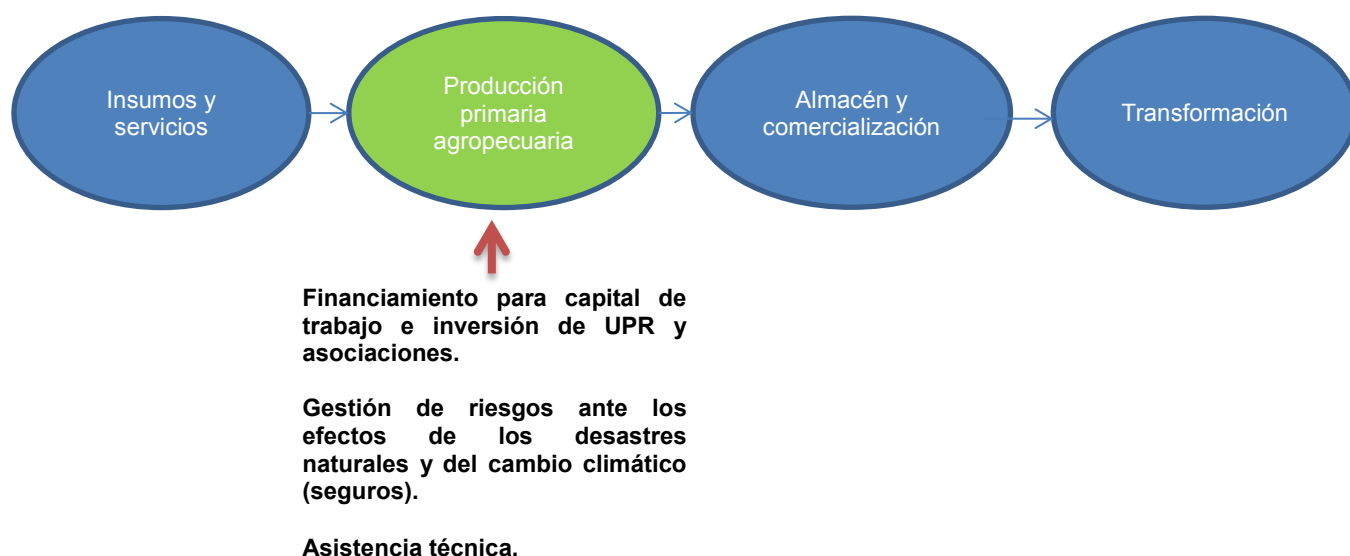 Insumos y
servicios
Producción
primaria
agropecuaria
Almacén y
comercialización
Transformación
Financiamiento para capital de
trabajo e inversión de UPR y
asociaciones.
Gestión de riesgos ante los
efectos de los desastres
naturales y del cambio climático
(seguros).
Asistencia técnica.